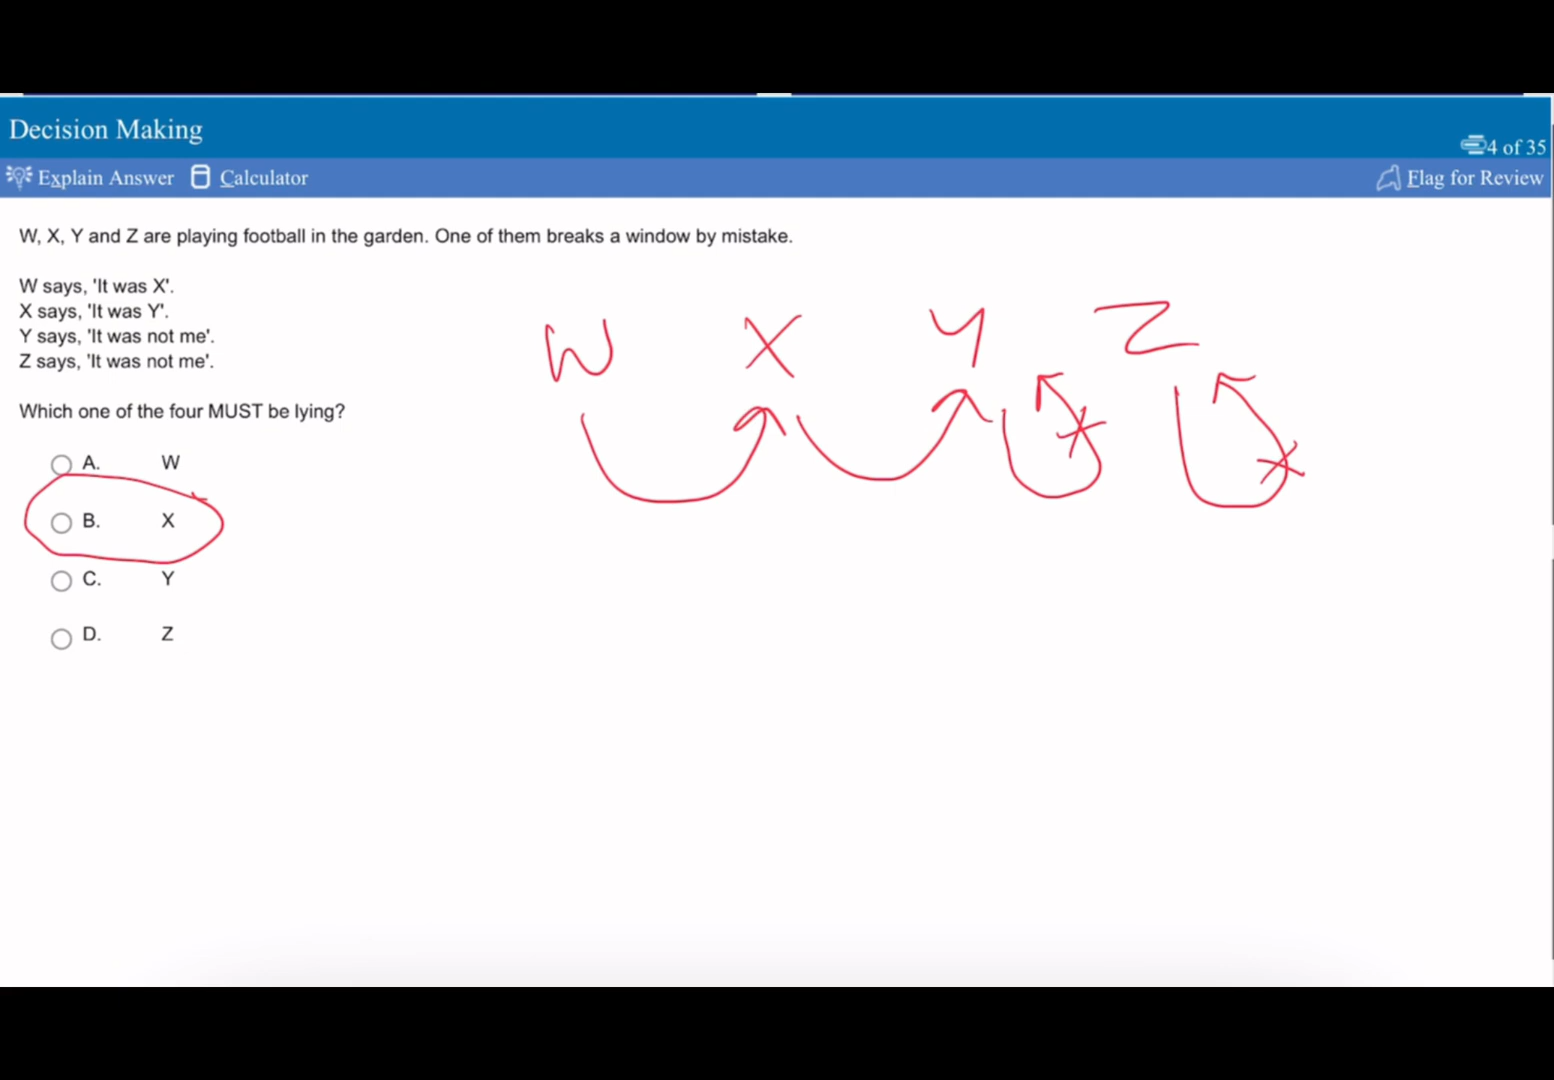 Decision Making
4 of 35
Explain Answer
Calculator
Flag for Review
W, X, Y and Z are playing football in the garden. One of them breaks a window by mistake.
W says, 'It was X'.
X says, 'It was Y'.
Y says, 'It was not me'.
Z says, 'It was not me'.
W X Y Z
Which one of the four MUST be lying?
A. W
B. X
C. Y
D. Z